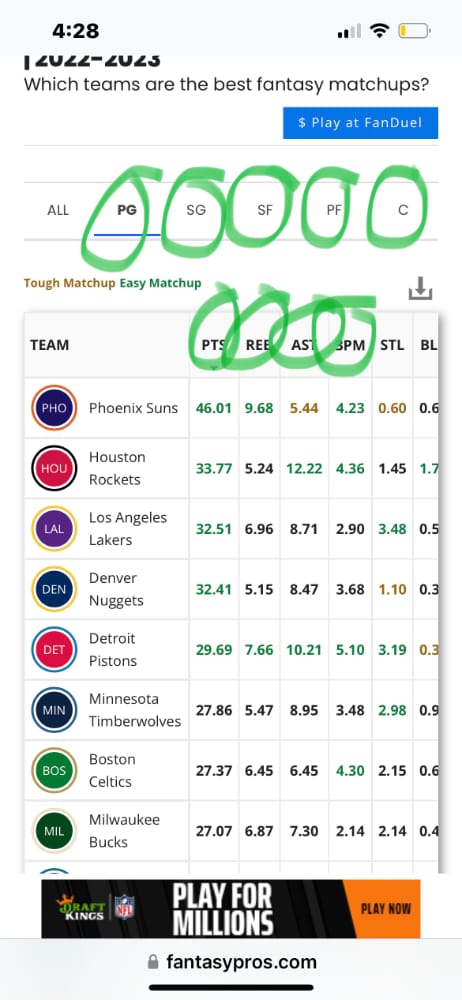 4:28
| 2022-2023
Which teams are the best fantasy matchups?
$ Play at FanDuel
ALL PG SG SF PF C
Tough Matchup Easy Matchup
TEAM PTS REB AST 3PM STL BL
PHO Phoenix Suns 46.01 9.68 5.44 4.23 0.60 0.6
HOU Houston Rockets 33.77 5.24 12.22 4.36 1.45 1.7
LAL Los Angeles Lakers 32.51 6.96 8.71 2.90 3.48 0.5
DEN Denver Nuggets 32.41 5.15 8.47 3.68 1.10 0.3
DET Detroit Pistons 29.69 7.66 10.21 5.10 3.19 0.3
MIN Minnesota Timberwolves 27.86 5.47 8.95 3.48 2.98 0.9
BOS Boston Celtics 27.37 6.45 6.45 4.30 2.15 0.6
MIL Milwaukee Bucks 27.07 6.87 7.30 2.14 2.14 0.4
DRAFT KINGS NFL PLAY FOR MILLIONS PLAY NOW
fantasypros.com